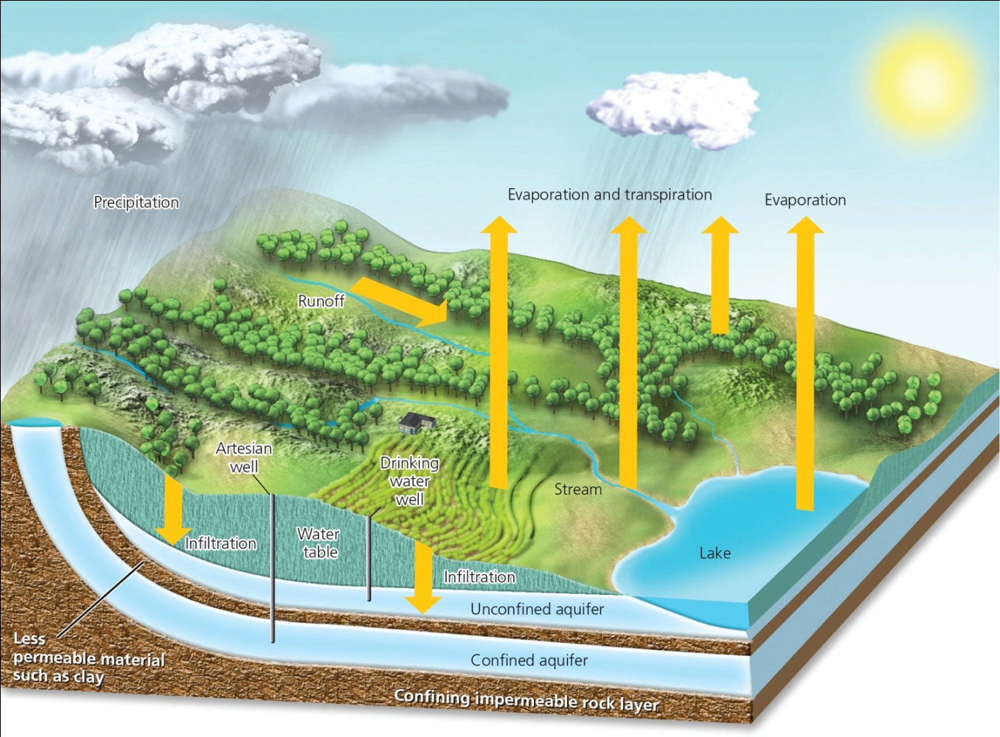 Evaporation and transpiration
Evaporation
Precipitation
Runoff
Artesian
well
Drinking
water
well
Stream
Infiltration
Water
table
Lake
Infiltration
Unconfined aquifer
Less
permeable material
such as clay
Confined aquifer
Confining impermeable rock layer